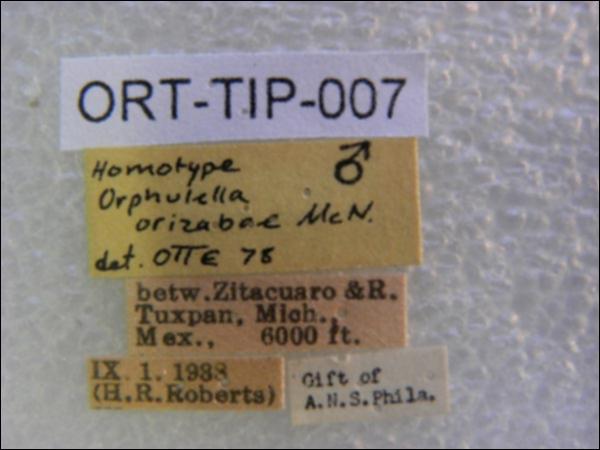 ORT-TIP-007
Homotype ♂
Orphulella
orizabae McN.
det. OTTE 78
betw. Zitacuaro & R.
Tuxpan, Mich.,
Mex., 6000 ft.
IX. 1. 1938
(H.R. Roberts)
Gift of
A.N.S. Phila.